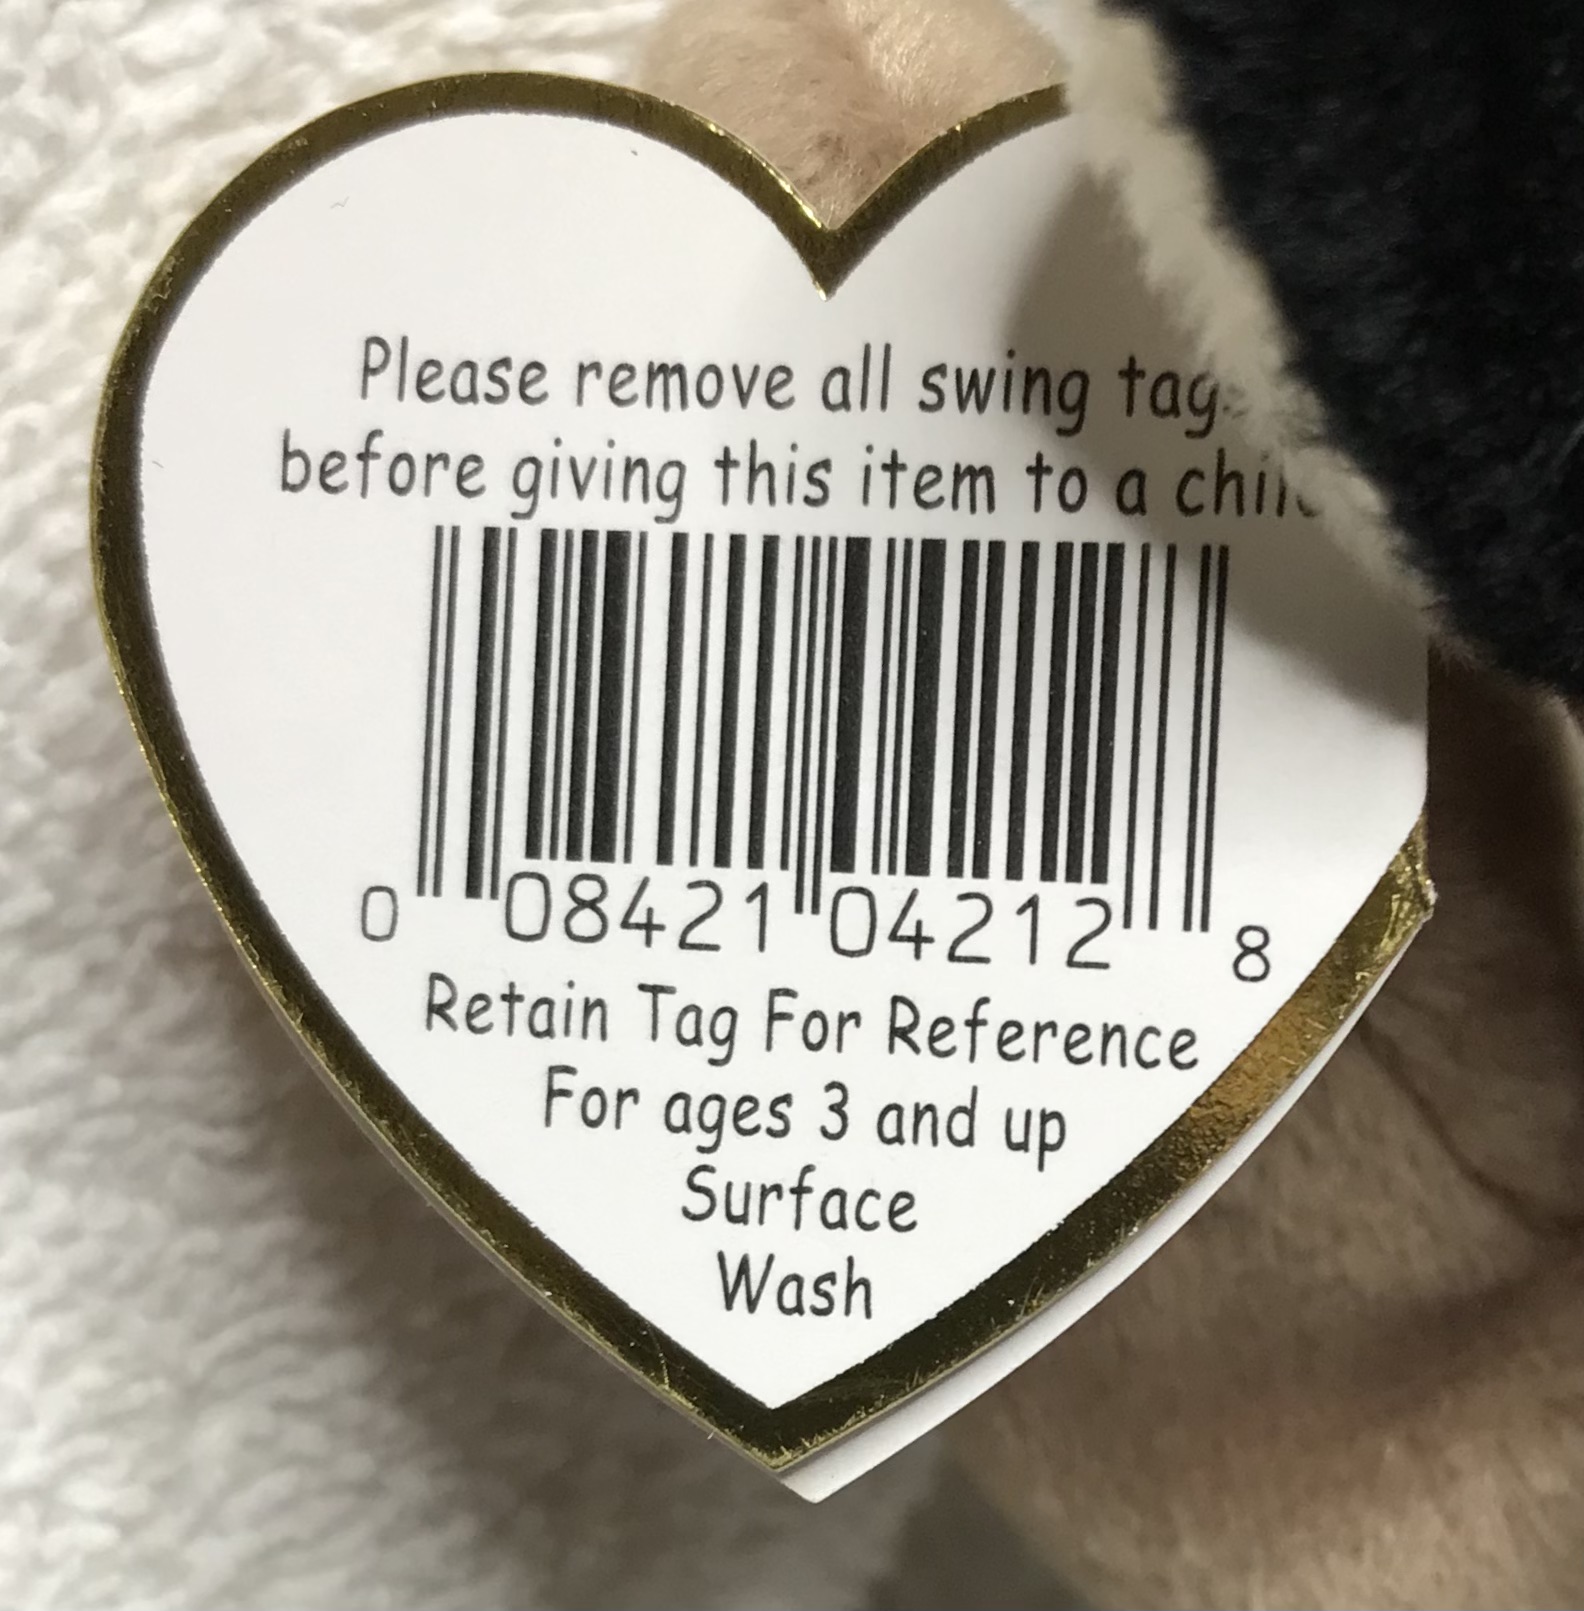 Please remove all swing tag
before giving this item to a
0 08421 04212 8
Retain Tag For Reference
For ages 3 and up
Surface
Wash